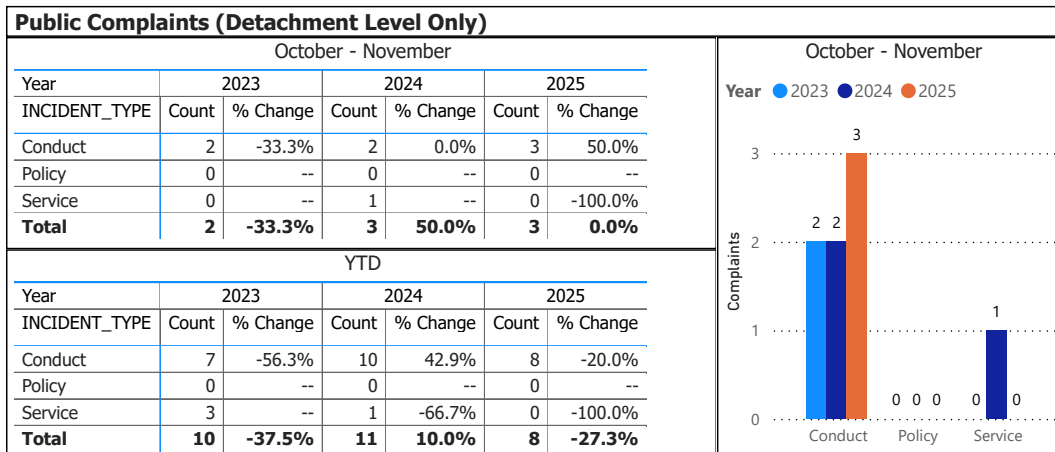 Public Complaints (Detachment Level Only)
October - November
Year 2023 2024 2025
INCIDENT_TYPE Count % Change Count % Change Count % Change
Conduct 2 -33.3% 2 0.0% 3 50.0%
Policy 0 -- 0 -- 0 --
Service 0 -- 1 -- 0 -100.0%
Total 2 -33.3% 3 50.0% 3 0.0%
YTD
Year 2023 2024 2025
INCIDENT_TYPE Count % Change Count % Change Count % Change
Conduct 7 -56.3% 10 42.9% 8 -20.0%
Policy 0 -- 0 -- 0 --
Service 3 -- 1 -66.7% 0 -100.0%
Total 10 -37.5% 11 10.0% 8 -27.3%
October - November
Year 2023 2024 2025
Complaints
3
2
1
0
2 2 3
0 0 0
0 1 0
Conduct Policy Service